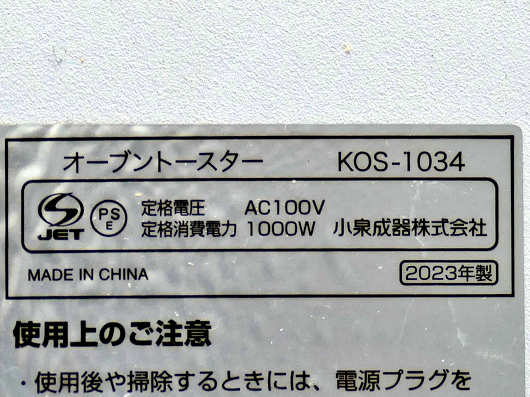 オーブントースター KOS-1034
JET PS E 定格電圧 AC100V
定格消費電力 1000W 小泉成器株式会社
MADE IN CHINA 2023年製
使用上のご注意
・使用後や掃除するときには、電源プラグを